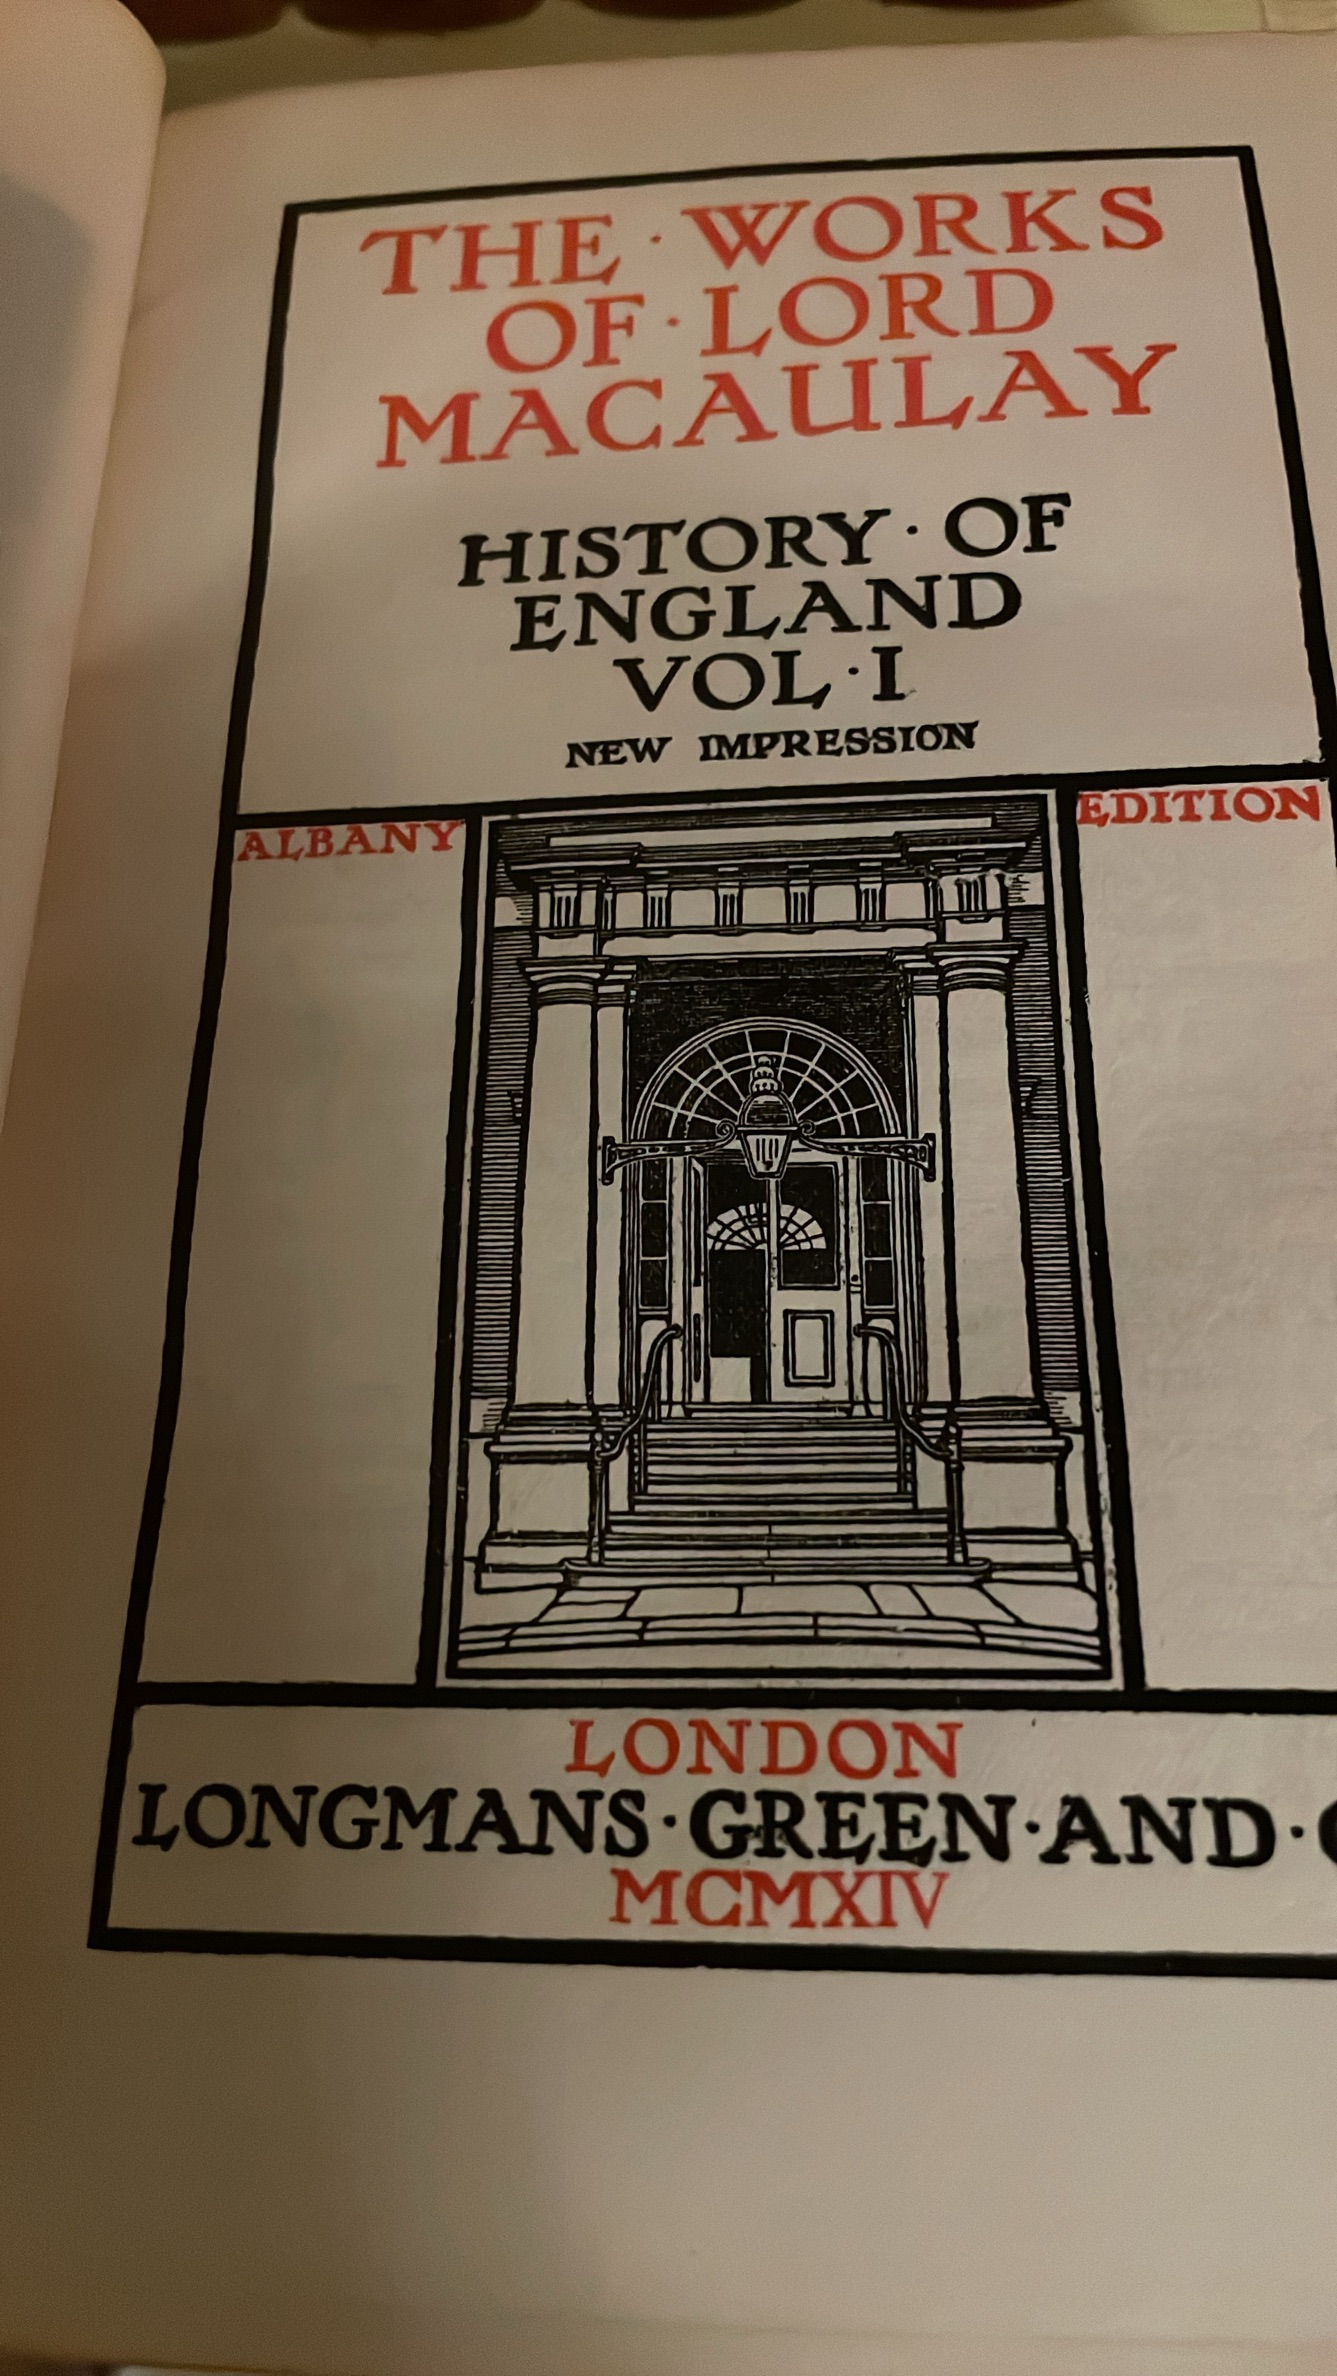 THE · WORKS
OF · LORD
MACAULAY
HISTORY · OF
ENGLAND
VOL · I
NEW IMPRESSION
ALBANY EDITION
LONDON
LONGMANS · GREEN · AND ·
MCMXIV